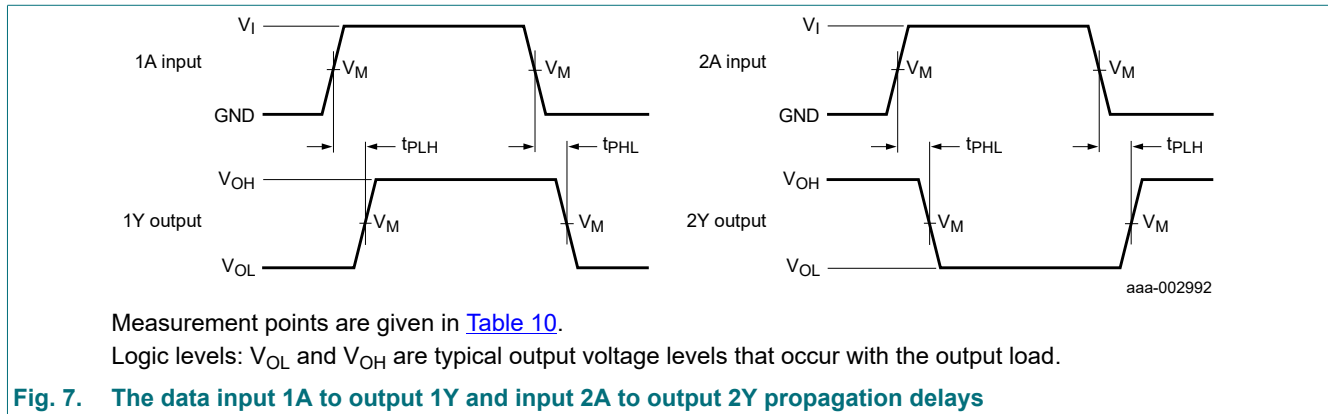 V_I
1A input
V_M
V_M
GND
t_PLH
t_PHL
V_OH
1Y output
V_M
V_M
V_OL
V_I
2A input
V_M
V_M
GND
t_PHL
t_PLH
V_OH
2Y output
V_M
V_M
V_OL
aaa-002992
Measurement points are given in Table 10.
Logic levels: V_OL and V_OH are typical output voltage levels that occur with the output load.
Fig. 7. The data input 1A to output 1Y and input 2A to output 2Y propagation delays